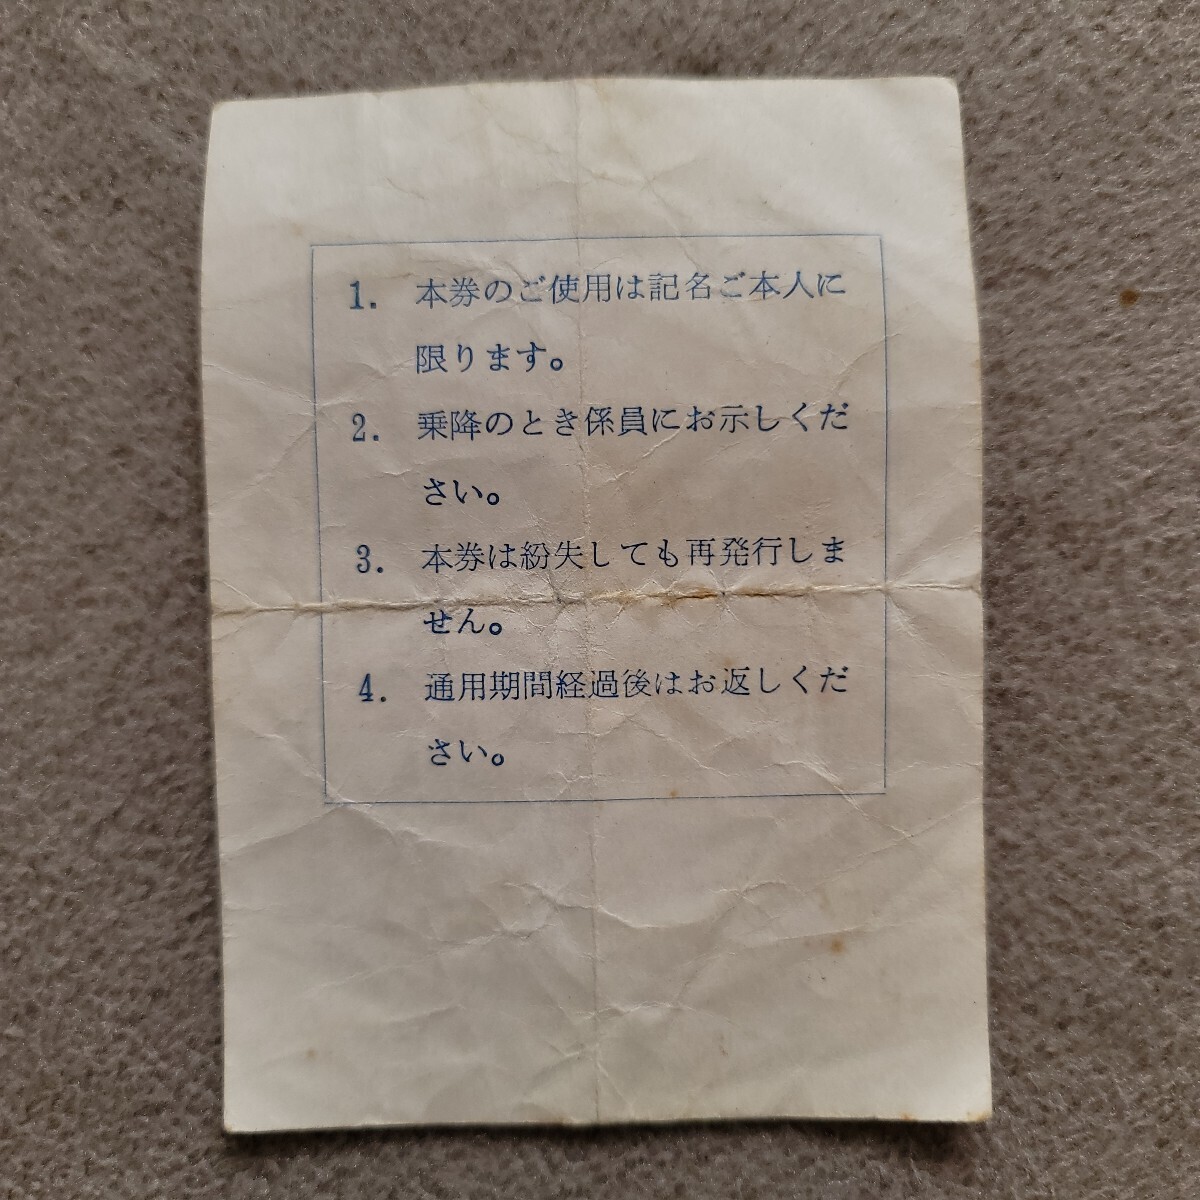 1. 本券のご使用は記名ご本人に
限ります。
2. 乗降のとき係員にお示しくだ
さい。
3. 本券は紛失しても再発行しま
せん。
4. 通用期間経過後はお返しくだ
さい。